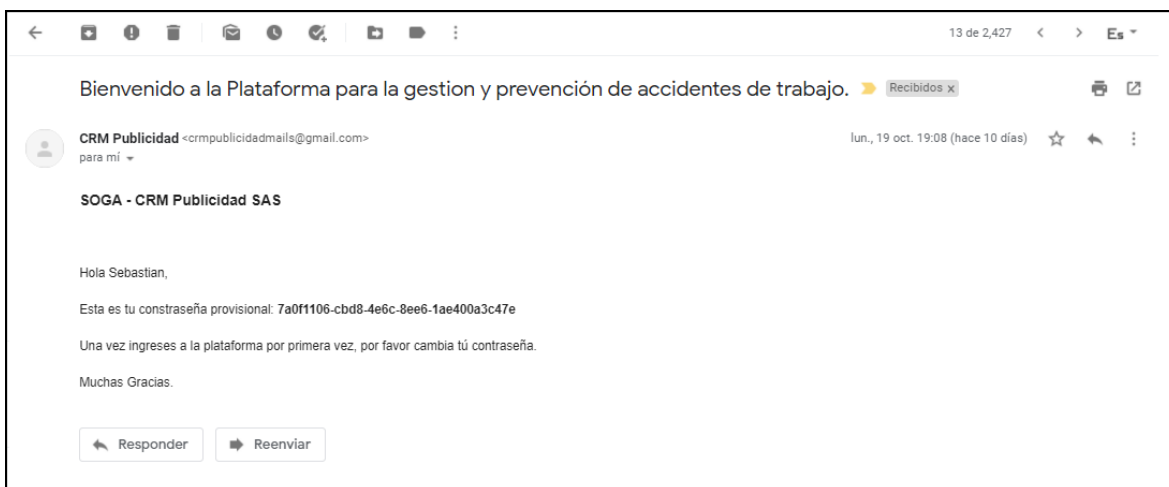 13 de 2,427
Es
Bienvenido a la Plataforma para la gestion y prevención de accidentes de trabajo. Recibidos x
CRM Publicidad <crmpublicidadmails@gmail.com> lun., 19 oct. 19:08 (hace 10 días)
para mí
SOGA - CRM Publicidad SAS
Hola Sebastian,
Esta es tu constraseña provisional: 7a0f1106-cbd8-4e6c-8ee6-1ae400a3c47e
Una vez ingreses a la plataforma por primera vez, por favor cambia tú contraseña.
Muchas Gracias.
Responder Reenviar